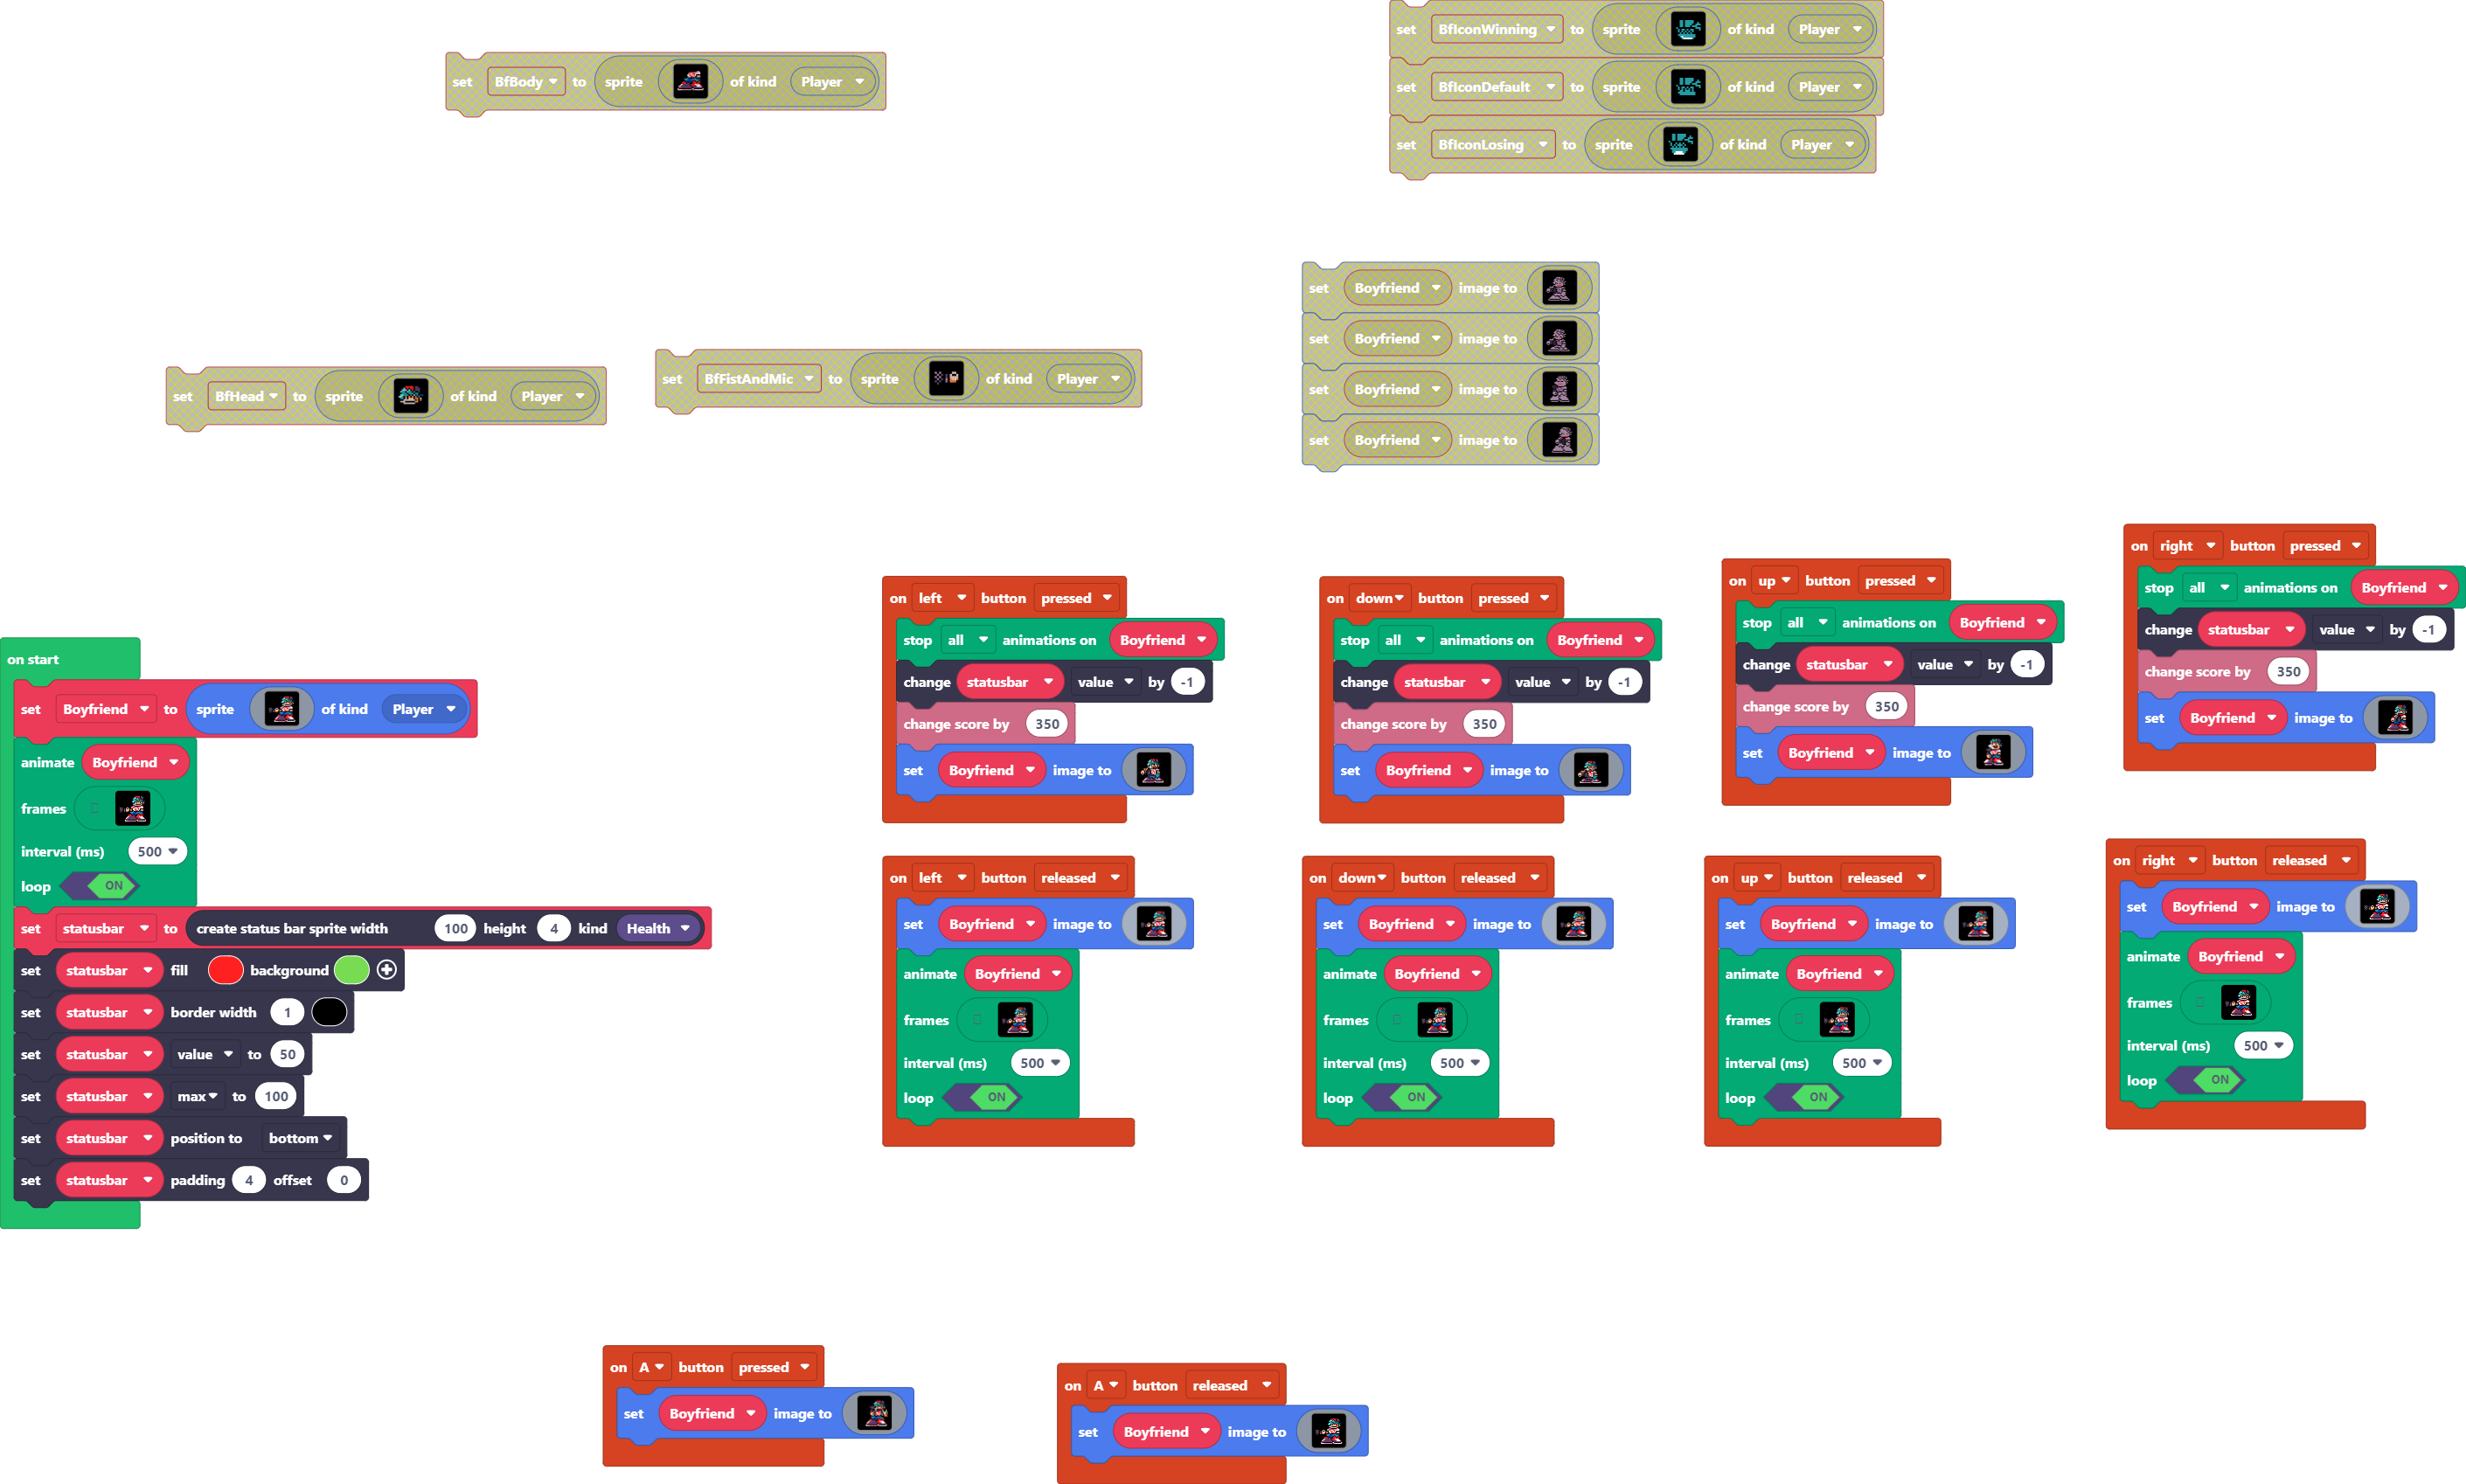 set BfBody to sprite of kind Player
set BfIconWinning to sprite of kind Player
set BfIconDefault to sprite of kind Player
set BfIconLosing to sprite of kind Player
set BfHead to sprite of kind Player
set BfFistAndMic to sprite of kind Player
set Boyfriend image to
set Boyfriend image to
set Boyfriend image to
set Boyfriend image to
on start
set Boyfriend to sprite of kind Player
animate Boyfriend
frames
interval (ms) 500
loop ON
set statusbar to create status bar sprite width 100 height 4 kind Health
set statusbar fill background
set statusbar border width 1
set statusbar value to 50
set statusbar max to 100
set statusbar position to bottom
set statusbar padding 4 offset 0
on left button pressed
stop all animations on Boyfriend
change statusbar value by -1
change score by 350
set Boyfriend image to
on down button pressed
stop all animations on Boyfriend
change statusbar value by -1
change score by 350
set Boyfriend image to
on up button pressed
stop all animations on Boyfriend
change statusbar value by -1
change score by 350
set Boyfriend image to
on right button pressed
stop all animations on Boyfriend
change statusbar value by -1
change score by 350
set Boyfriend image to
on left button released
set Boyfriend image to
animate Boyfriend
frames
interval (ms) 500
loop ON
on down button released
set Boyfriend image to
animate Boyfriend
frames
interval (ms) 500
loop ON
on up button released
set Boyfriend image to
animate Boyfriend
frames
interval (ms) 500
loop ON
on right button released
set Boyfriend image to
animate Boyfriend
frames
interval (ms) 500
loop ON
on A button pressed
set Boyfriend image to
on A button released
set Boyfriend image to